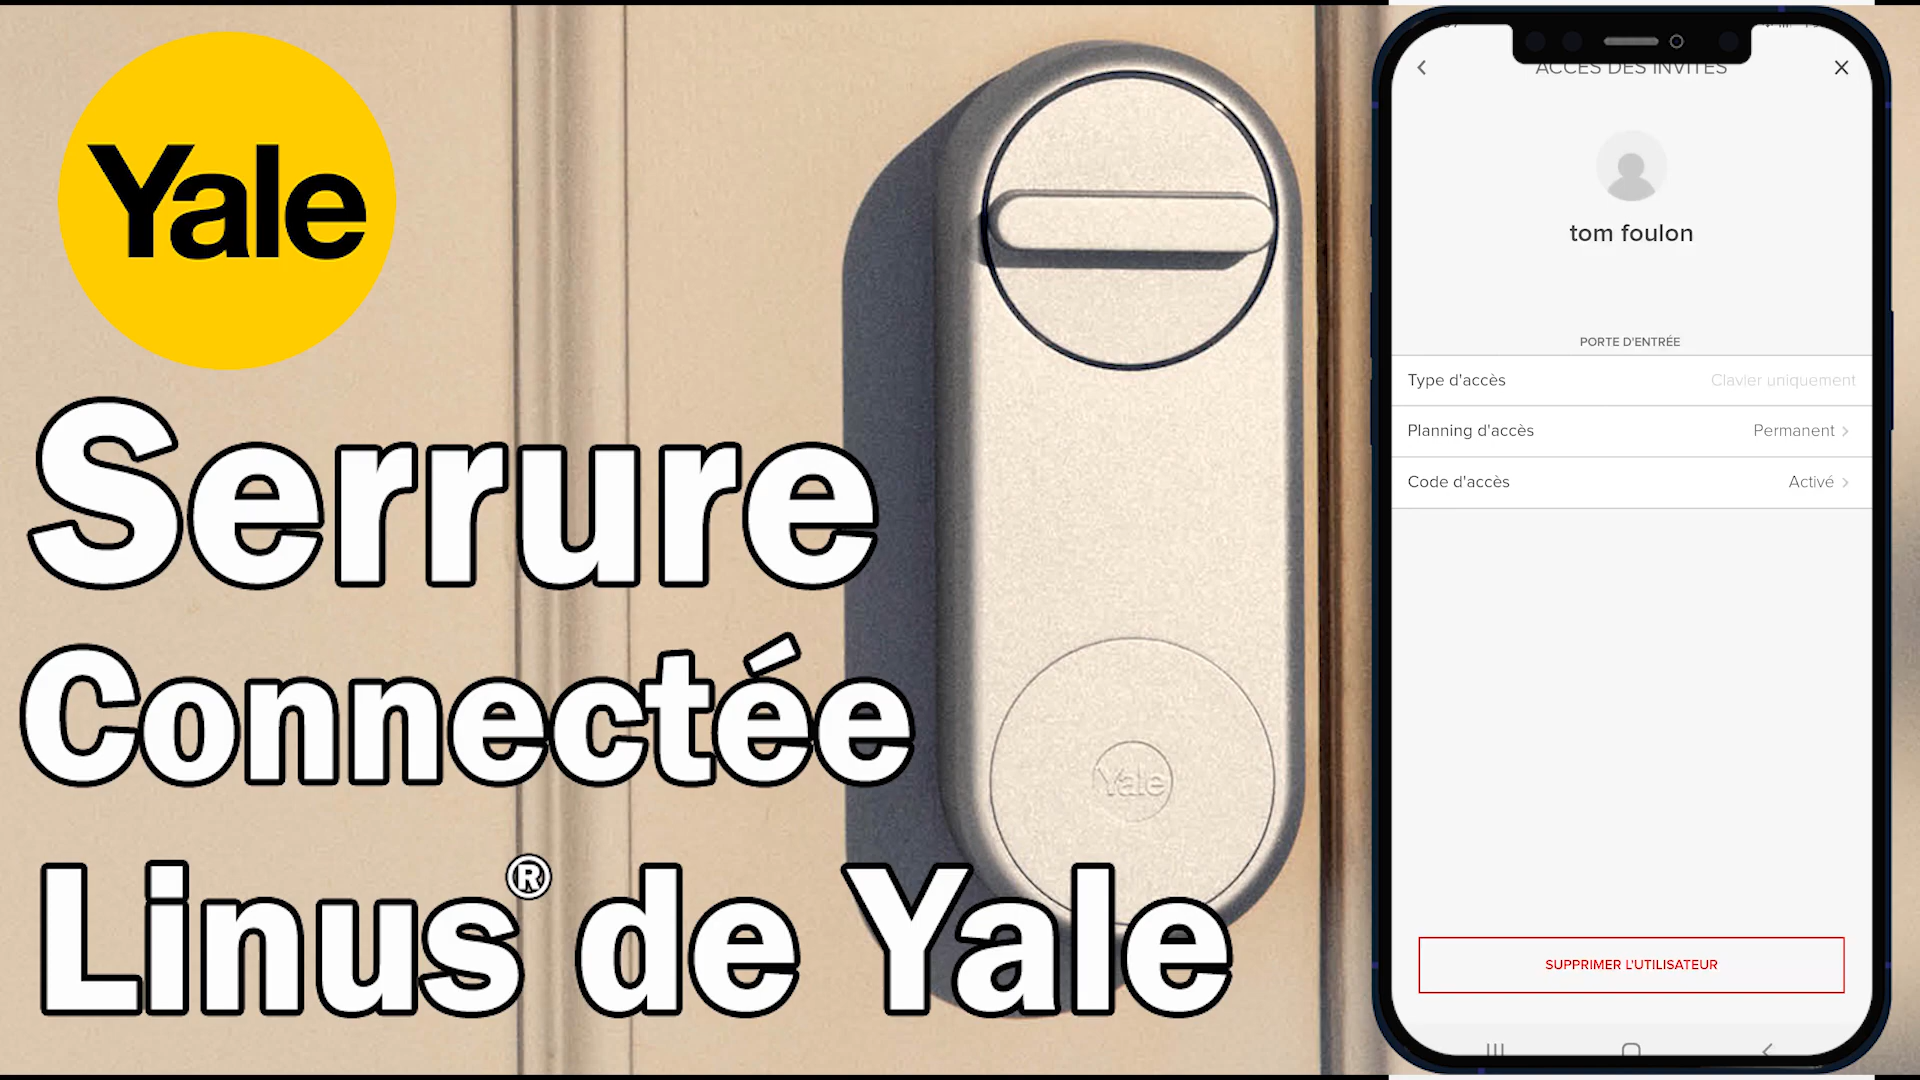 Yale
Serrure
Connectée
Linus® de Yale
Yale
ACCÈS DES INVITÉS
tom foulon
PORTE D'ENTRÉE
Type d'accès Clavier uniquement
Planning d'accès Permanent
Code d'accès Activé
SUPPRIMER L'UTILISATEUR